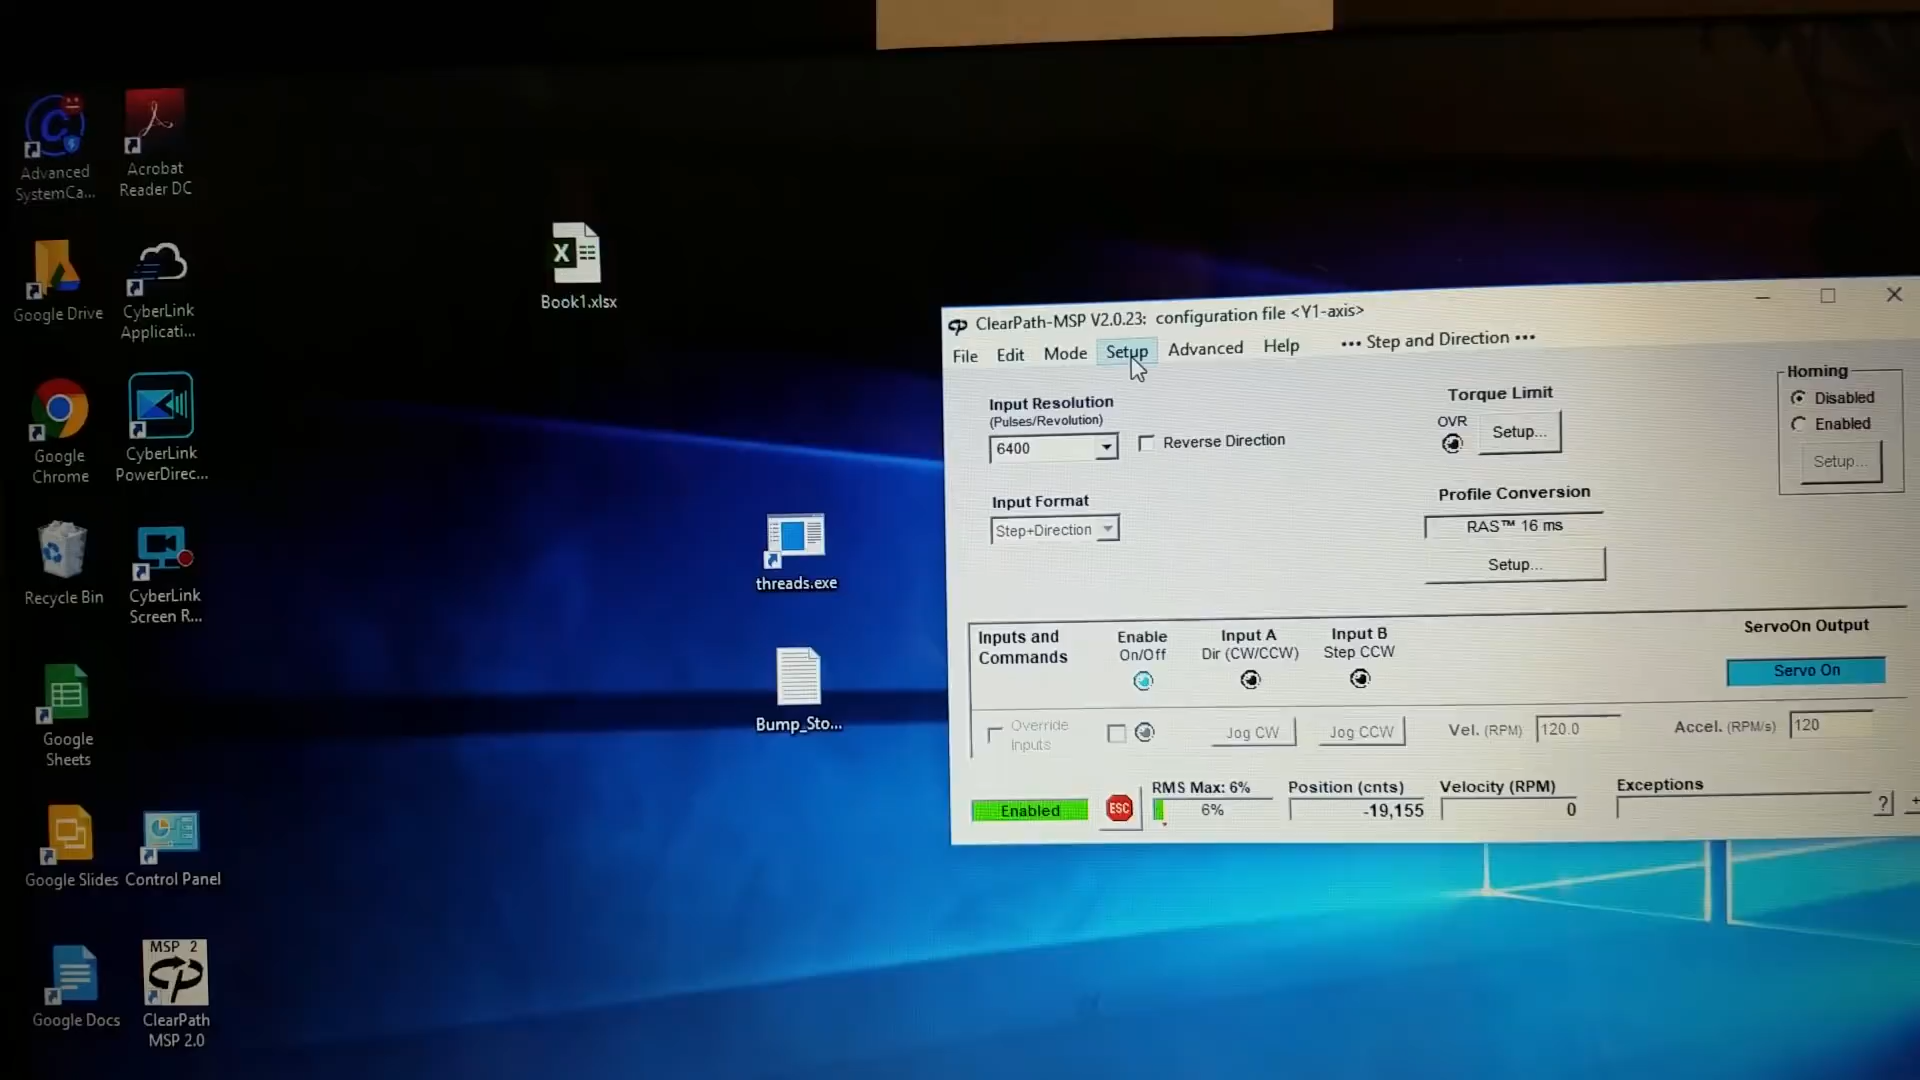 Advanced
SystemCa...
Acrobat
Reader DC
Google Drive
CyberLink
Applicati...
Google
Chrome
CyberLink
PowerDirec...
Recycle Bin
CyberLink
Screen R...
Google
Sheets
Google Slides
Control Panel
Google Docs
MSP 2
ClearPath
MSP 2.0
Book1.xlsx
threads.exe
Bump_Sto...
ClearPath-MSP V2.0.23: configuration file <Y1-axis>
File Edit Mode Setup Advanced Help ••• Step and Direction •••
Input Resolution
(Pulses/Revolution)
6400
Reverse Direction
Input Format
Step+Direction
Torque Limit
OVR
Setup...
Profile Conversion
RAS™ 16 ms
Setup...
Homing
Disabled
Enabled
Setup...
Inputs and
Commands
Enable
On/Off
Input A
Dir (CW/CCW)
Input B
Step CCW
ServoOn Output
Servo On
Override
Inputs
Jog CW
Jog CCW
Vel. (RPM) 120.0
Accel. (RPM/s) 120
Enabled
ESC
RMS Max: 6%
6%
Position (cnts)
-19,155
Velocity (RPM)
0
Exceptions
?
+